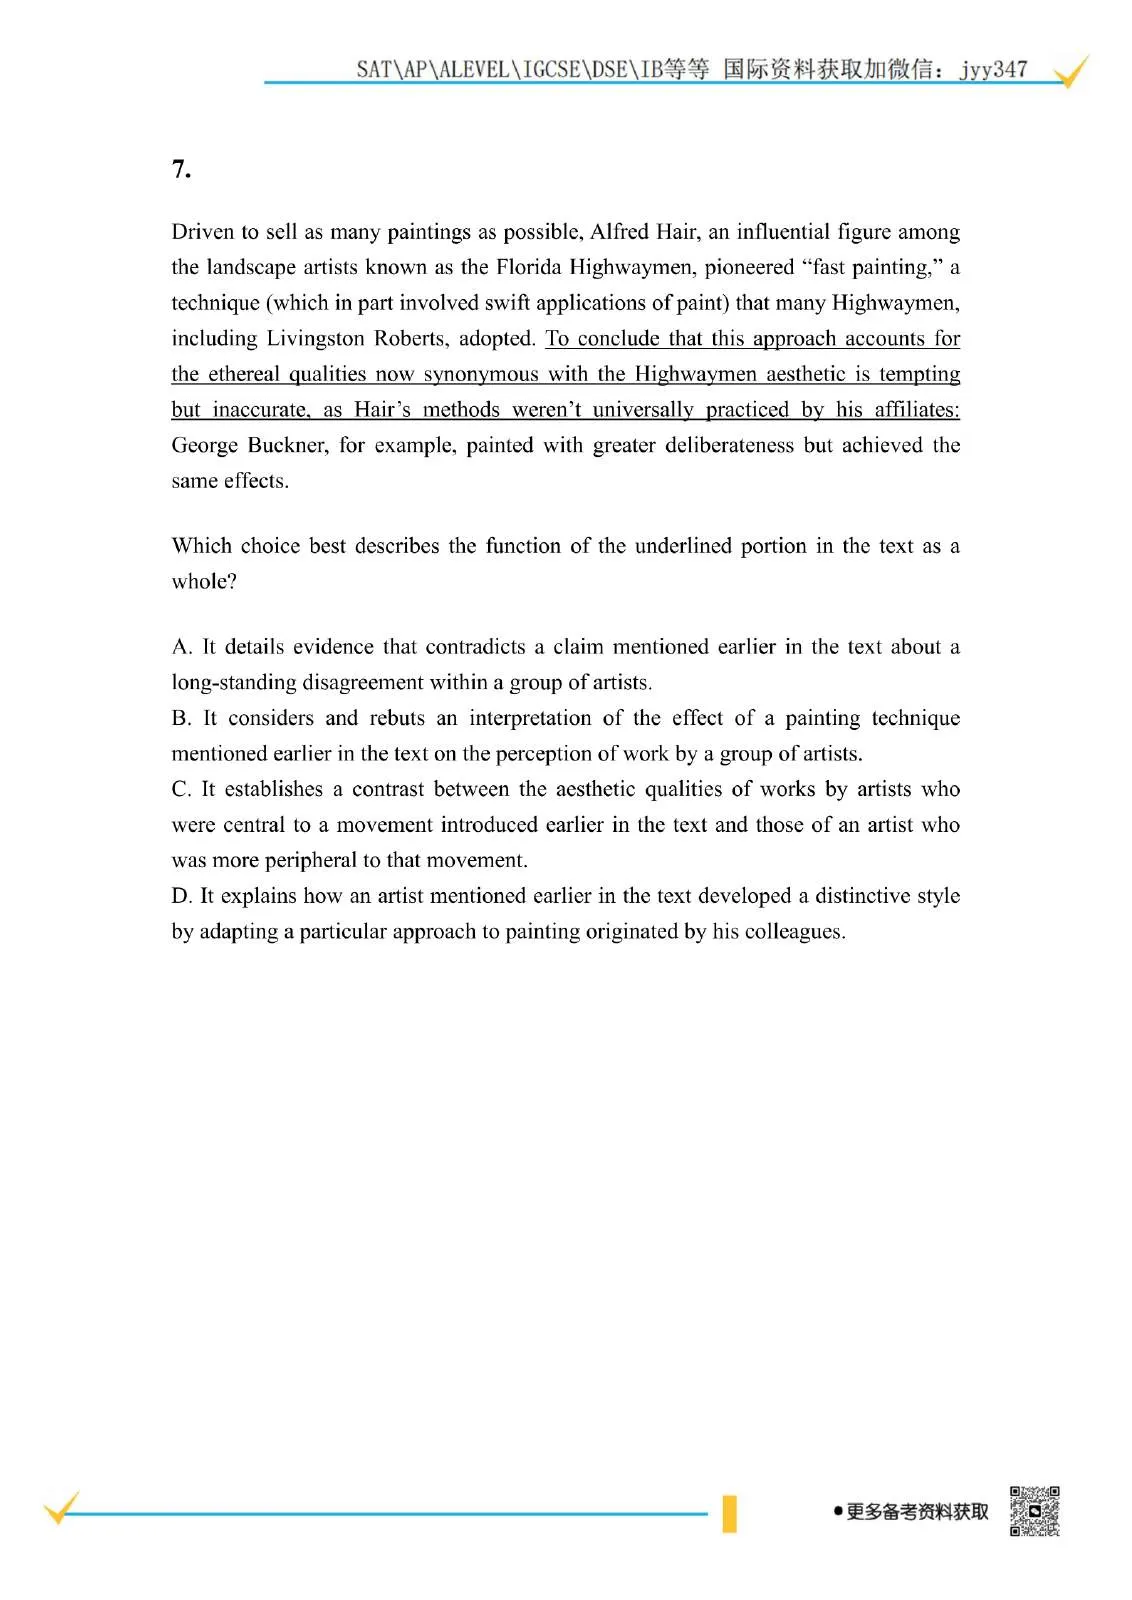 SAT\AP\ALEVEL\IGCSE\DSE\IB等等 国际资料获取加微信：jyy347
7.
Driven to sell as many paintings as possible, Alfred Hair, an influential figure among
the landscape artists known as the Florida Highwaymen, pioneered “fast painting,” a
technique (which in part involved swift applications of paint) that many Highwaymen,
including Livingston Roberts, adopted. To conclude that this approach accounts for
the ethereal qualities now synonymous with the Highwaymen aesthetic is tempting
but inaccurate, as Hair’s methods weren’t universally practiced by his affiliates:
George Buckner, for example, painted with greater deliberateness but achieved the
same effects.
Which choice best describes the function of the underlined portion in the text as a
whole?
A. It details evidence that contradicts a claim mentioned earlier in the text about a
long-standing disagreement within a group of artists.
B. It considers and rebuts an interpretation of the effect of a painting technique
mentioned earlier in the text on the perception of work by a group of artists.
C. It establishes a contrast between the aesthetic qualities of works by artists who
were central to a movement introduced earlier in the text and those of an artist who
was more peripheral to that movement.
D. It explains how an artist mentioned earlier in the text developed a distinctive style
by adapting a particular approach to painting originated by his colleagues.
•更多备考资料获取